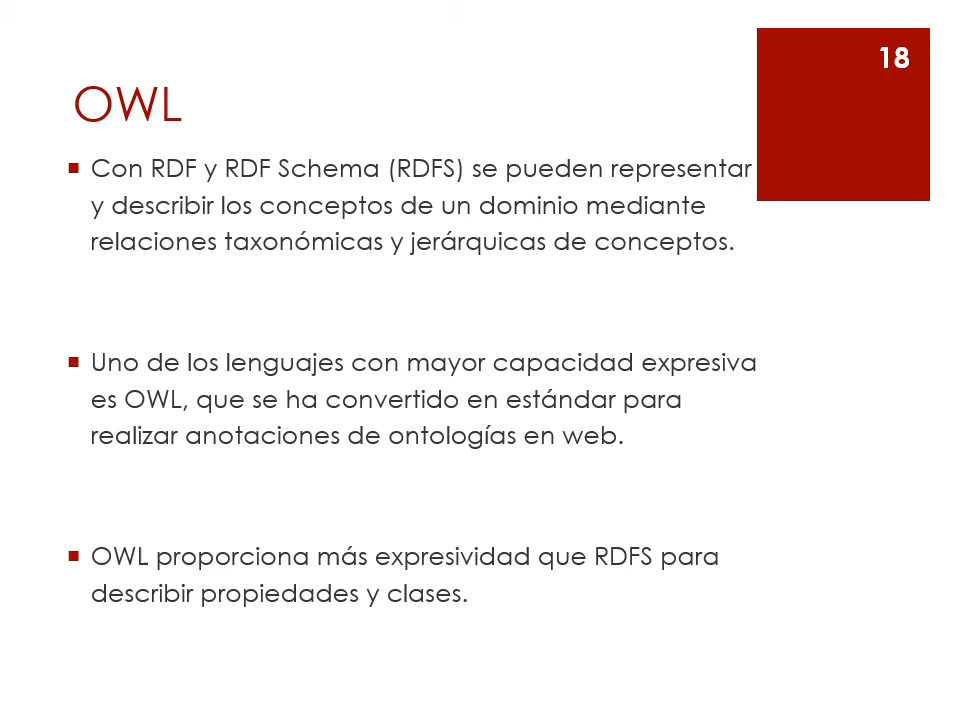 18
OWL
Con RDF y RDF Schema (RDFS) se pueden representar
y describir los conceptos de un dominio mediante
relaciones taxonómicas y jerárquicas de conceptos.
Uno de los lenguajes con mayor capacidad expresiva
es OWL, que se ha convertido en estándar para
realizar anotaciones de ontologías en web.
OWL proporciona más expresividad que RDFS para
describir propiedades y clases.